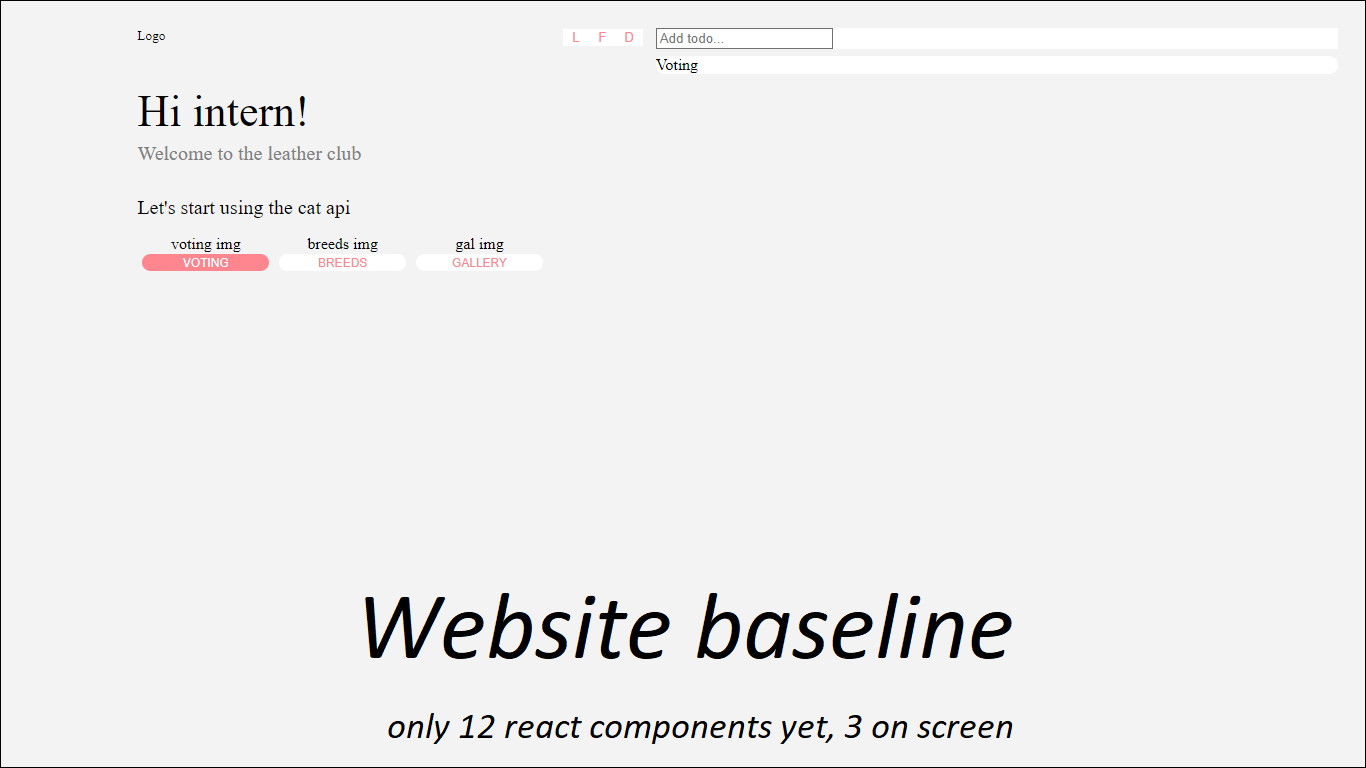 Logo
L F D
Add todo...
Voting
Hi intern!
Welcome to the leather club
Let's start using the cat api
voting img breeds img gal img
VOTING BREEDS GALLERY
Website baseline
only 12 react components yet, 3 on screen